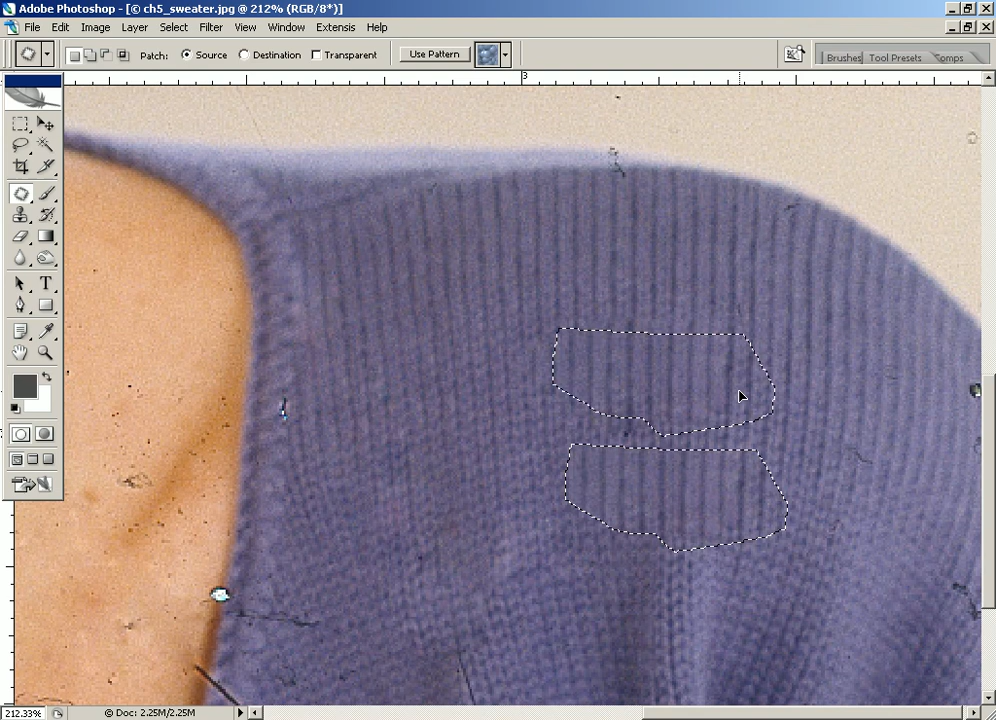 Adobe Photoshop - [© ch5_sweater.jpg @ 212% (RGB/8*)]
File Edit Image Layer Select Filter View Window Extensis Help
Patch: Source Destination Transparent Use Pattern Brushes Tool Presets Comps
3
T
212.33% © Doc: 2.25M/2.25M